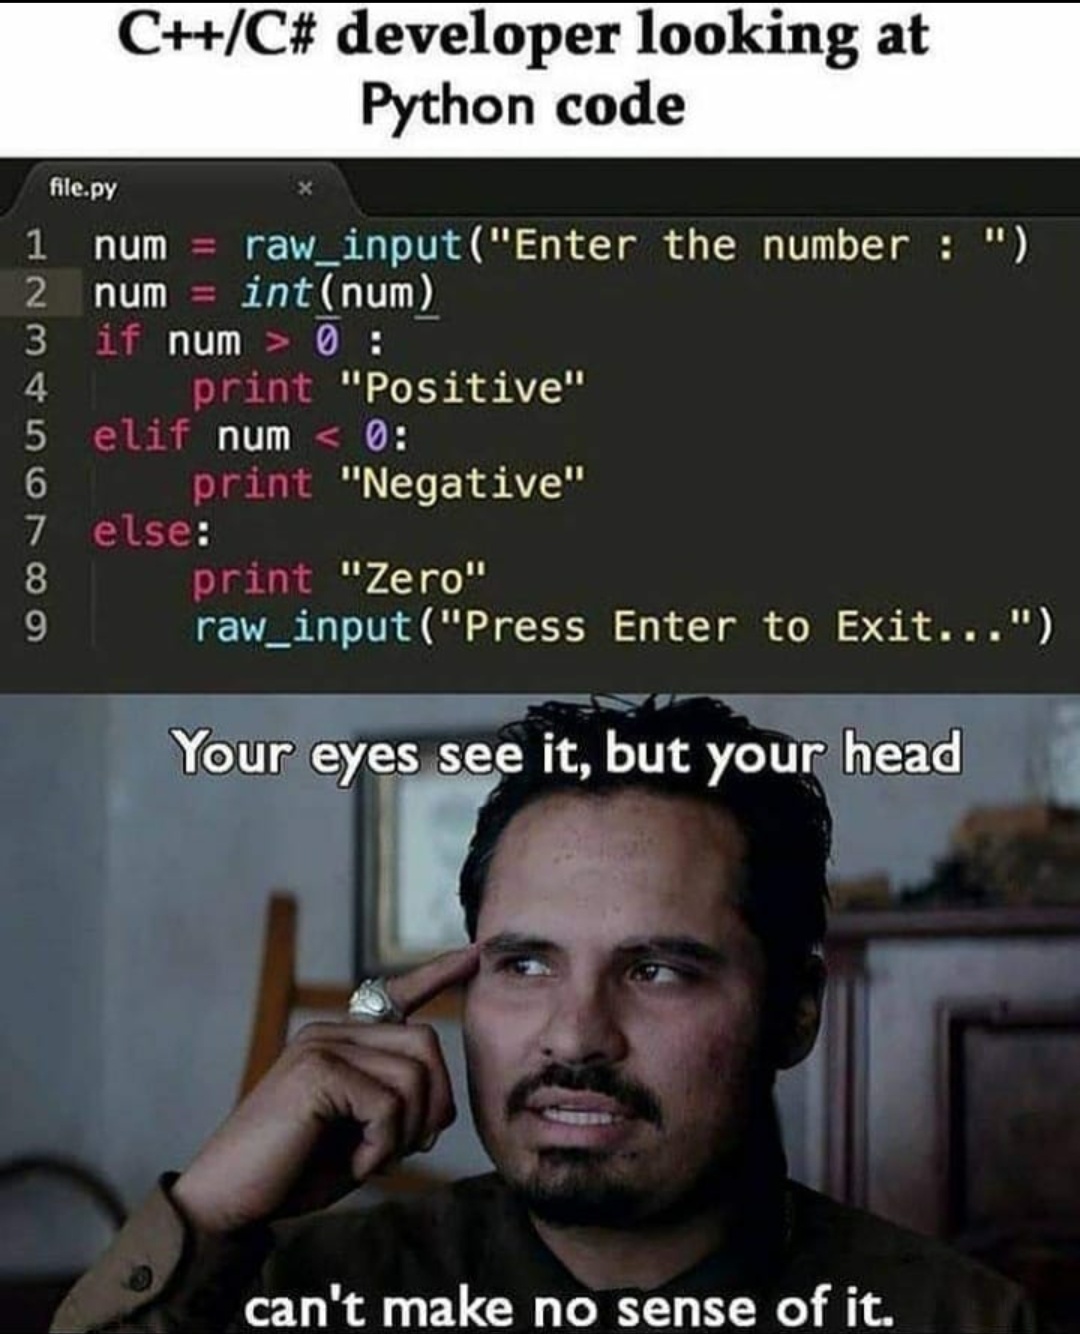 C++/C# developer looking at
Python code
file.py ×
1 num = raw_input("Enter the number : ")
2 num = int(num)
3 if num > 0 :
4     print "Positive"
5 elif num < 0:
6     print "Negative"
7 else:
8     print "Zero"
9     raw_input("Press Enter to Exit...")
Your eyes see it, but your head
can't make no sense of it.